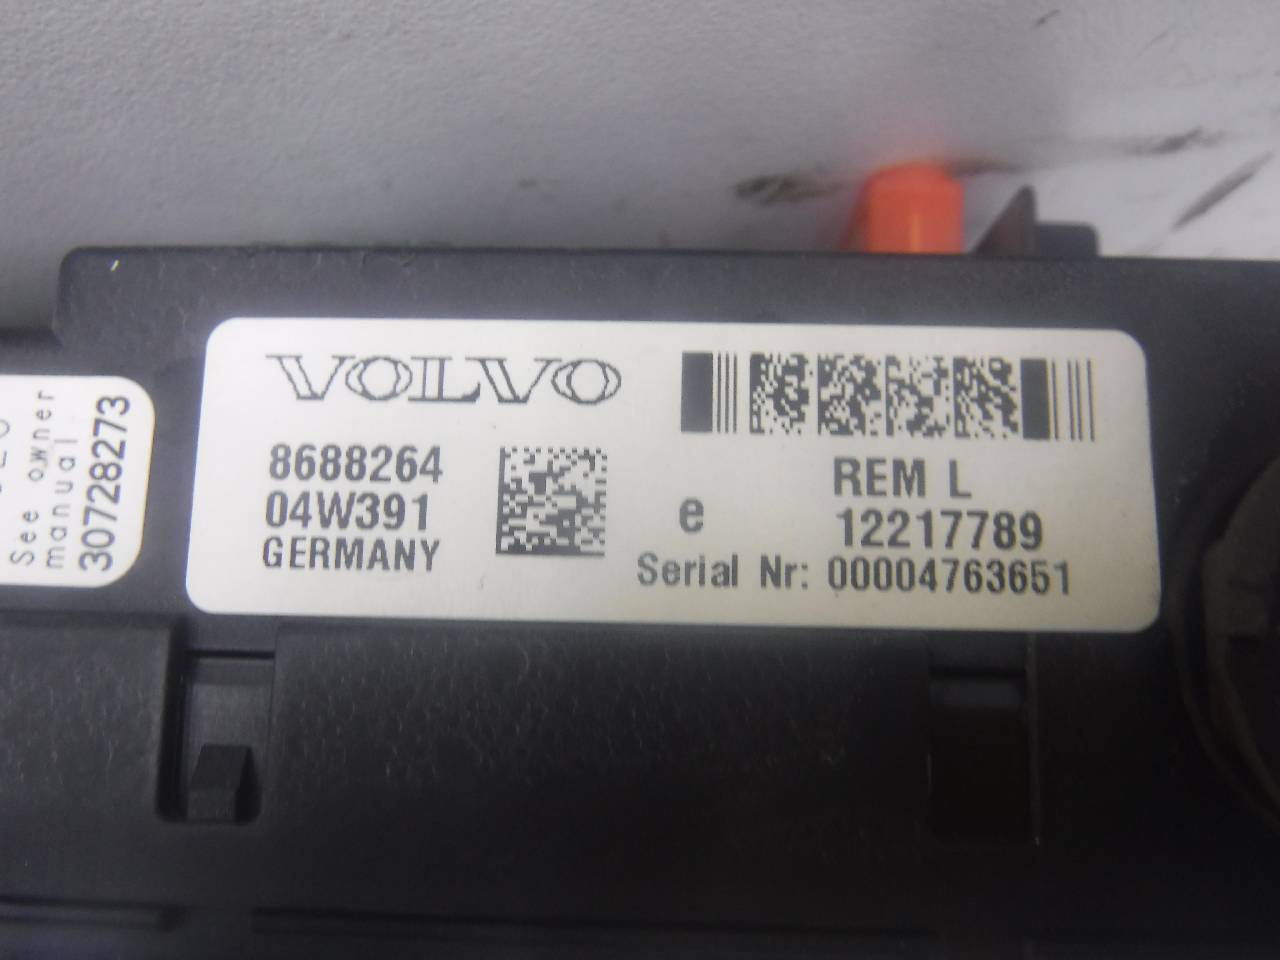 See owner
manual
30728273
VOLVO
8688264
04W391
GERMANY
e
REM L
12217789
Serial Nr: 00004763651